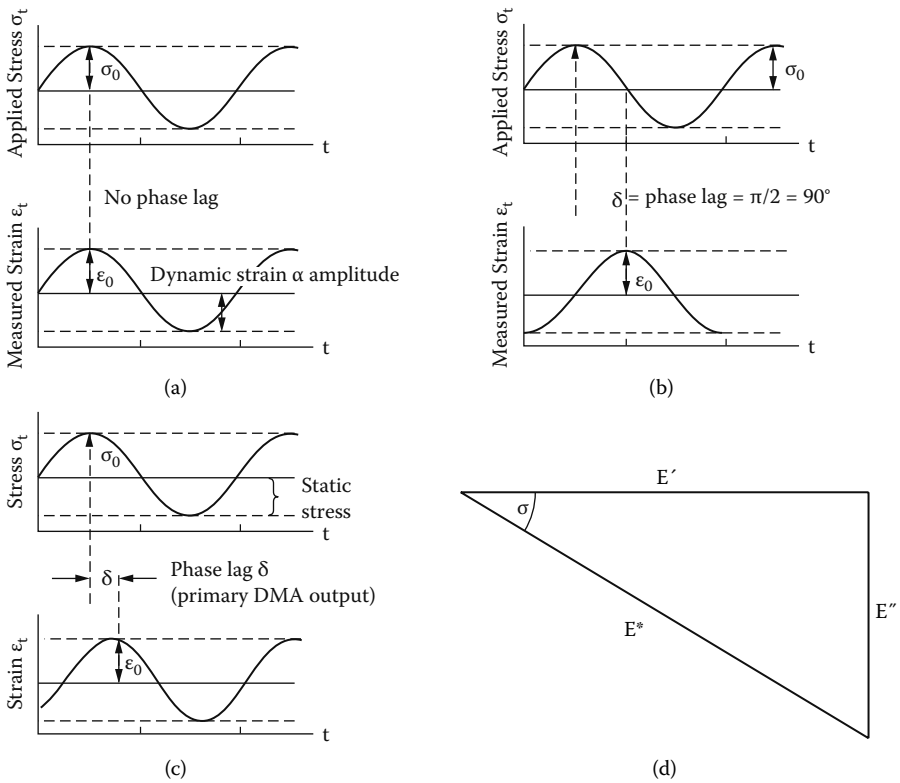 Applied Stress σt
σ0
t
No phase lag
Measured Strain εt
ε0
Dynamic strain α amplitude
t
(a)
Applied Stress σt
σ0
t
δ = phase lag = π/2 = 90°
Measured Strain εt
ε0
t
(b)
Stress σt
σ0
Static
stress
t
δ
Phase lag δ
(primary DMA output)
Strain εt
ε0
t
(c)
E′
σ
E*
E″
(d)